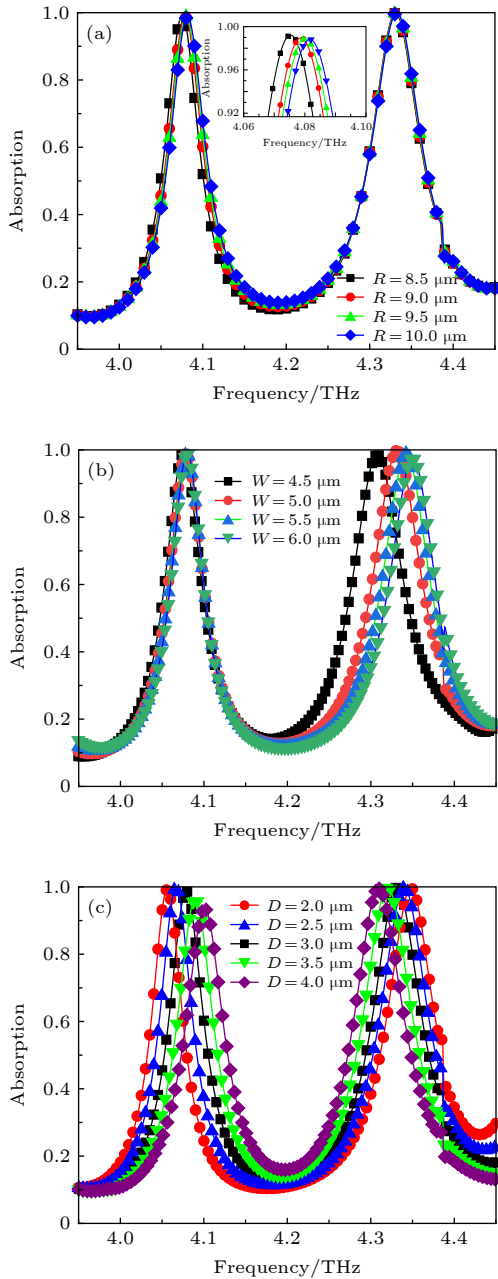 (a)
Absorption
1.0
0.8
0.6
0.4
0.2
0
4.0
4.1
4.2
4.3
4.4
Frequency/THz
Absorption
1.00
0.98
0.96
0.94
0.92
4.06
4.08
4.10
Frequency/THz
R=8.5 μm
R=9.0 μm
R=9.5 μm
R=10.0 μm
(b)
Absorption
1.0
0.8
0.6
0.4
0.2
0
4.0
4.1
4.2
4.3
4.4
Frequency/THz
W=4.5 μm
W=5.0 μm
W=5.5 μm
W=6.0 μm
(c)
Absorption
1.0
0.8
0.6
0.4
0.2
0
4.0
4.1
4.2
4.3
4.4
Frequency/THz
D=2.0 μm
D=2.5 μm
D=3.0 μm
D=3.5 μm
D=4.0 μm